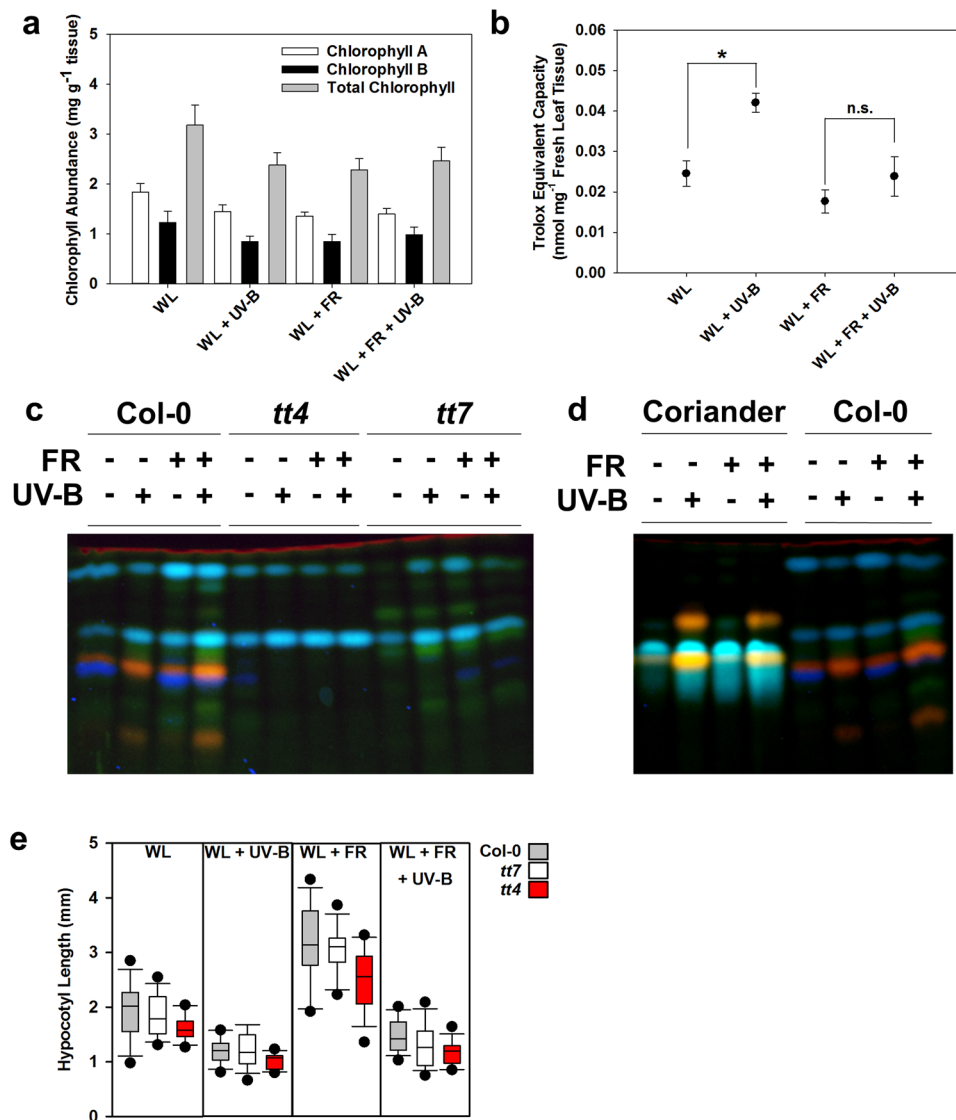 a
Chlorophyll Abundance (mg g⁻¹ tissue)
5
4
3
2
1
0
Chlorophyll A
Chlorophyll B
Total Chlorophyll
WL
WL + UV-B
WL + FR
WL + FR + UV-B
b
Trolox Equivalent Capacity
(nmol mg⁻¹ Fresh Leaf Tissue)
0.06
0.05
0.04
0.03
0.02
0.01
0.00
*
n.s.
WL
WL + UV-B
WL + FR
WL + FR + UV-B
c
Col-0 tt4 tt7
FR - - + + - - + + - - + +
UV-B - + - + - + - + - + - +
d
Coriander Col-0
FR - - + + - - + +
UV-B - + - + - + - +
e
Hypocotyl Length (mm)
5
4
3
2
1
0
WL
WL + UV-B
WL + FR
WL + FR
+ UV-B
Col-0
tt7
tt4